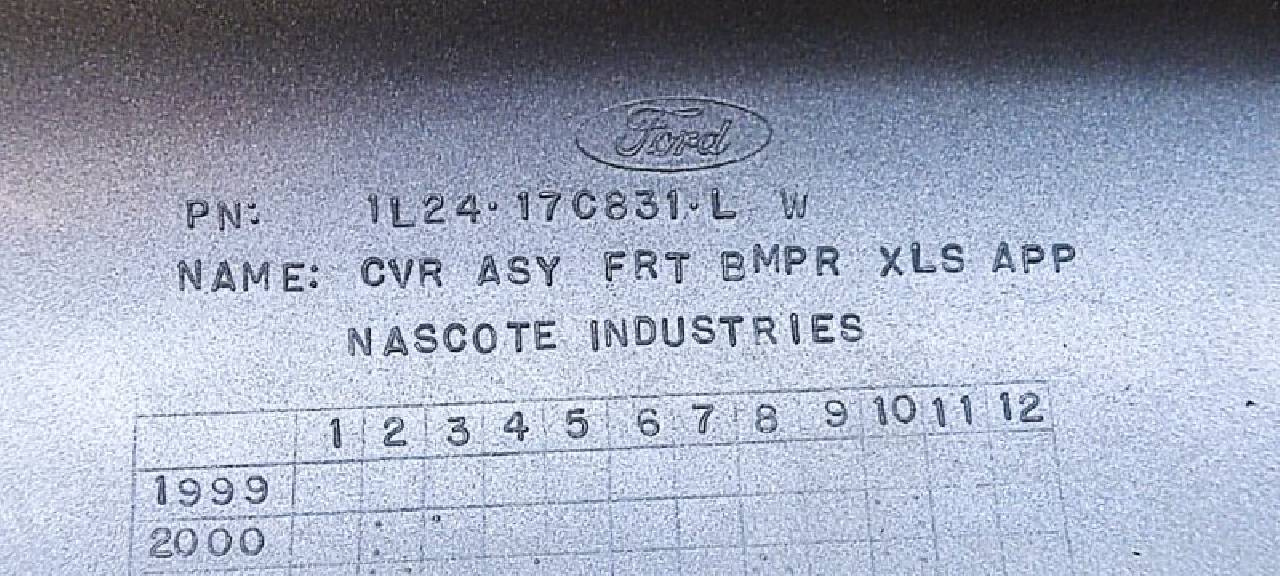 Ford
PN: 1L24-17C831-L W
NAME: CVR ASY FRT BMPR XLS APP
NASCOTE INDUSTRIES
1 2 3 4 5 6 7 8 9 10 11 12
1999
2000